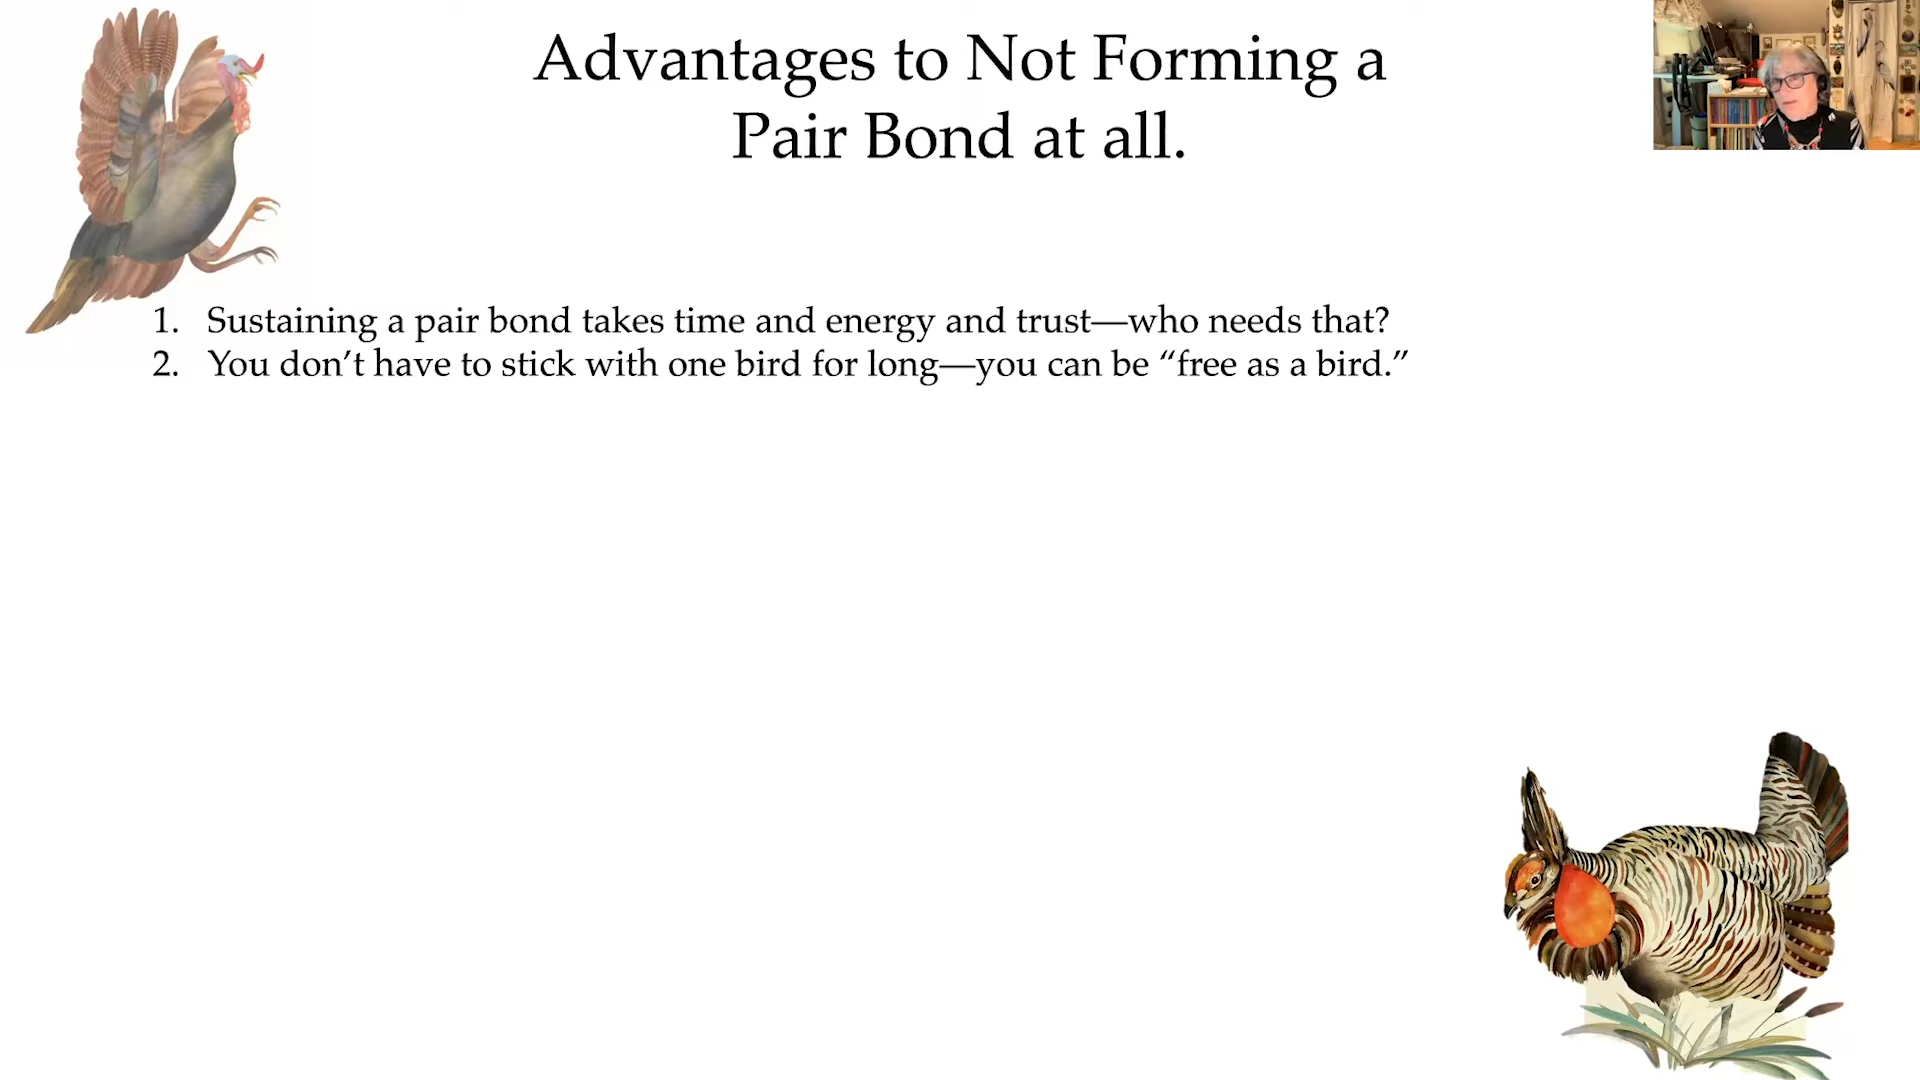 Advantages to Not Forming a
Pair Bond at all.
1. Sustaining a pair bond takes time and energy and trust—who needs that?
2. You don’t have to stick with one bird for long—you can be “free as a bird.”